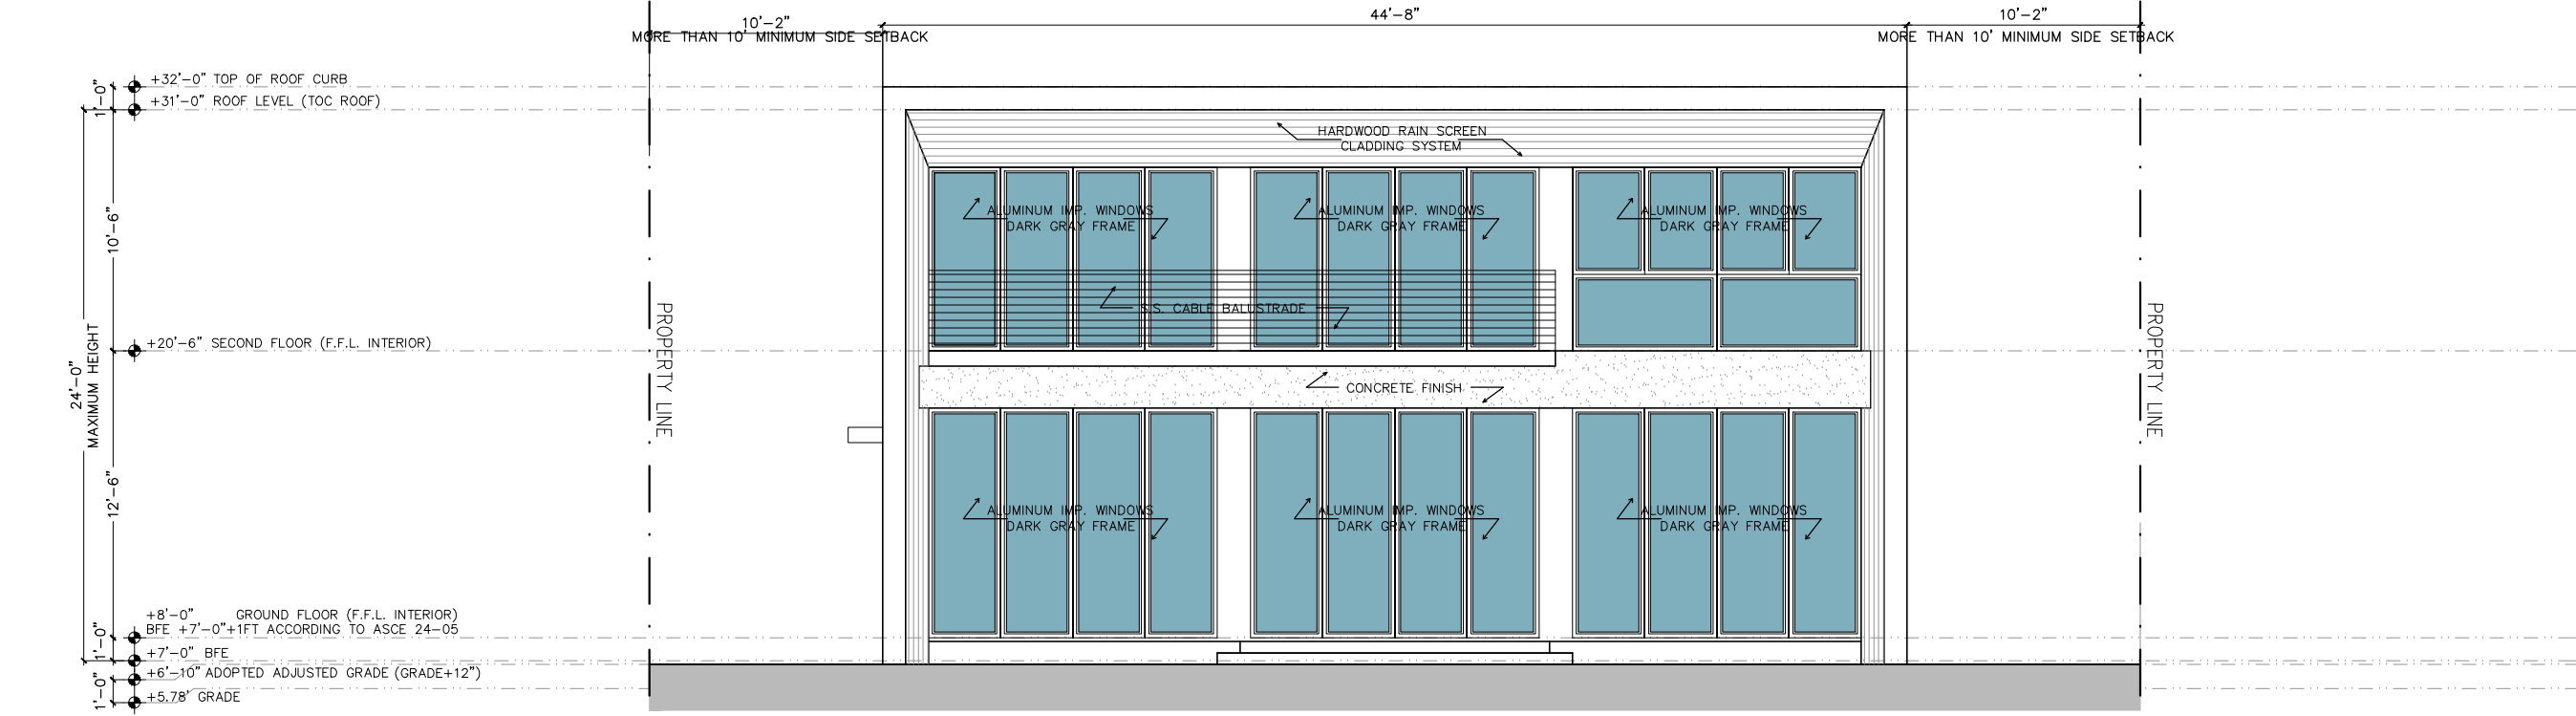 10'-2"
MORE THAN 10' MINIMUM SIDE SETBACK
44'-8"
10'-2"
MORE THAN 10' MINIMUM SIDE SETBACK
1'-0"
+32'-0" TOP OF ROOF CURB
+31'-0" ROOF LEVEL (TOC ROOF)
HARDWOOD RAIN SCREEN
CLADDING SYSTEM
10'-6"
ALUMINUM IMP. WINDOWS
DARK GRAY FRAME
ALUMINUM IMP. WINDOWS
DARK GRAY FRAME
ALUMINUM IMP. WINDOWS
DARK GRAY FRAME
S.S. CABLE BALUSTRADE
PROPERTY LINE
PROPERTY LINE
+20'-6" SECOND FLOOR (F.F.L. INTERIOR)
24'-0"
MAXIMUM HEIGHT
CONCRETE FINISH
12'-6"
ALUMINUM IMP. WINDOWS
DARK GRAY FRAME
ALUMINUM IMP. WINDOWS
DARK GRAY FRAME
ALUMINUM IMP. WINDOWS
DARK GRAY FRAME
1'-0"
+8'-0" GROUND FLOOR (F.F.L. INTERIOR)
BFE +7'-0"+1FT ACCORDING TO ASCE 24-05
+7'-0" BFE
1'-0"
+6'-10" ADOPTED ADJUSTED GRADE (GRADE+12")
+5.78' GRADE